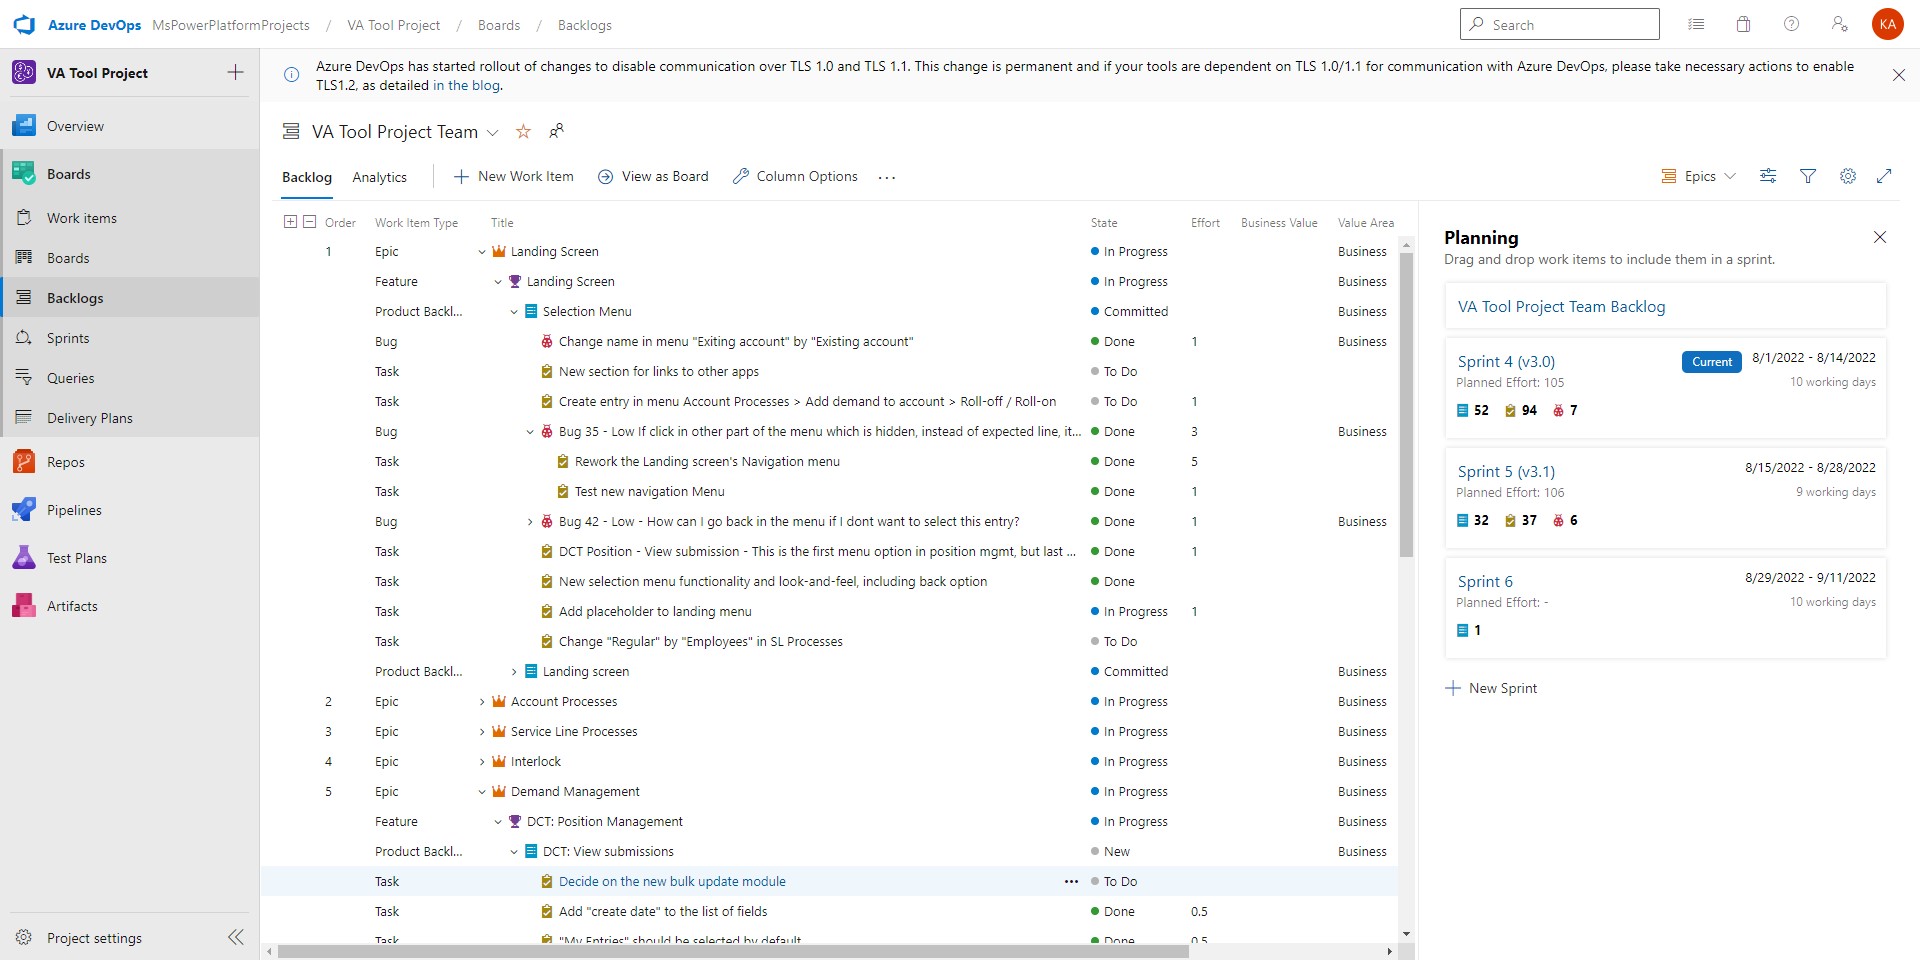 Azure DevOps MsPowerPlatformProjects / VA Tool Project / Boards / Backlogs Search KA
VA Tool Project
Azure DevOps has started rollout of changes to disable communication over TLS 1.0 and TLS 1.1. This change is permanent and if your tools are dependent on TLS 1.0/1.1 for communication with Azure DevOps, please take necessary actions to enable
TLS1.2, as detailed in the blog.
Overview
Boards
Work items
Boards
Backlogs
Sprints
Queries
Delivery Plans
Repos
Pipelines
Test Plans
Artifacts
Project settings
VA Tool Project Team
Backlog Analytics New Work Item View as Board Column Options ... Epics
Order Work Item Type Title State Effort Business Value Value Area
1 Epic Landing Screen In Progress Business
Feature Landing Screen In Progress Business
Product Backl... Selection Menu Committed Business
Bug Change name in menu "Exiting account" by "Existing account" Done 1 Business
Task New section for links to other apps To Do
Task Create entry in menu Account Processes > Add demand to account > Roll-off / Roll-on To Do 1
Bug Bug 35 - Low If click in other part of the menu which is hidden, instead of expected line, it... Done 3 Business
Task Rework the Landing screen's Navigation menu Done 5
Task Test new navigation Menu Done 1
Bug Bug 42 - Low - How can I go back in the menu if I dont want to select this entry? Done 1 Business
Task DCT Position - View submission - This is the first menu option in position mgmt, but last ... Done 1
Task New selection menu functionality and look-and-feel, including back option Done
Task Add placeholder to landing menu In Progress 1
Task Change "Regular" by "Employees" in SL Processes To Do
Product Backl... Landing screen Committed Business
2 Epic Account Processes In Progress Business
3 Epic Service Line Processes In Progress Business
4 Epic Interlock In Progress Business
5 Epic Demand Management In Progress Business
Feature DCT: Position Management In Progress Business
Product Backl... DCT: View submissions New Business
Task Decide on the new bulk update module ... To Do
Task Add "create date" to the list of fields Done 0.5
Task "My Entries" should be selected by default Done 0.5
Planning
Drag and drop work items to include them in a sprint.
VA Tool Project Team Backlog
Sprint 4 (v3.0) Current 8/1/2022 - 8/14/2022
Planned Effort: 105 10 working days
52 94 7
Sprint 5 (v3.1) 8/15/2022 - 8/28/2022
Planned Effort: 106 9 working days
32 37 6
Sprint 6 8/29/2022 - 9/11/2022
Planned Effort: - 10 working days
1
New Sprint